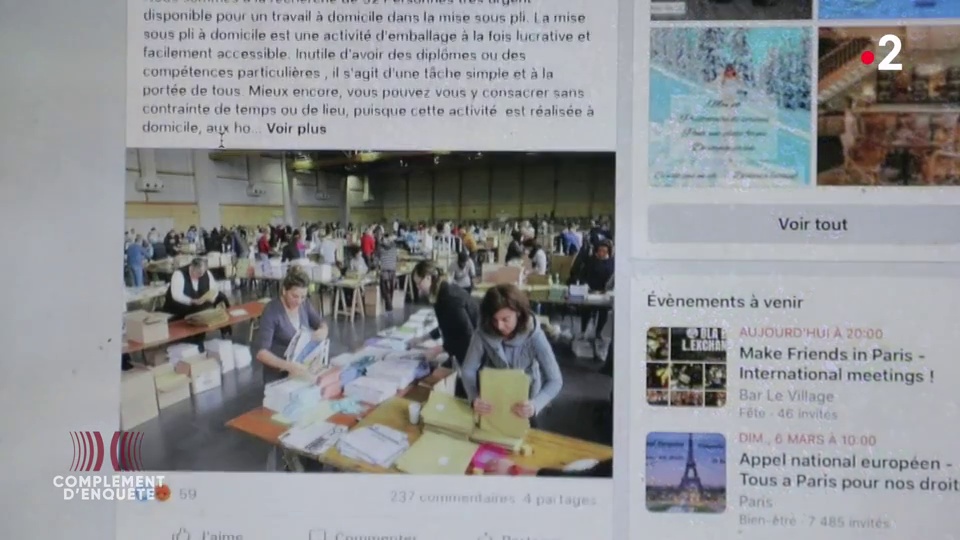 disponible pour un travail à domicile dans la mise sous pli. La mise
sous pli à domicile est une activité d'emballage à la fois lucrative et
facilement accessible. Inutile d'avoir des diplômes ou des
compétences particulières , il s'agit d'une tâche simple et à la
portée de tous. Mieux encore, vous pouvez vous y consacrer sans
contrainte de temps ou de lieu, puisque cette activité est réalisée à
domicile, aux ho... Voir plus
59
237 commentaires 4 partages
J'aime
Commenter
2
Voir tout
Évènements à venir
AUJOURD'HUI À 20:00
Make Friends in Paris -
International meetings !
Bar Le Village
Fête · 46 invités
DIM., 6 MARS À 10:00
Appel national européen -
Tous a Paris pour nos droit
Paris
Bien-être · 7 485 invités
COMPLÉMENT
D'ENQUÊTE